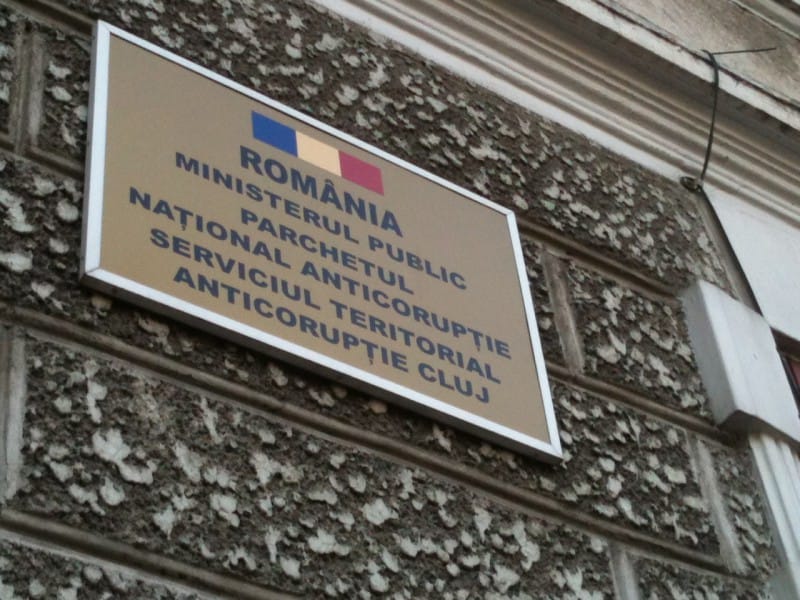 ROMÂNIA
MINISTERUL PUBLIC
PARCHETUL
NAȚIONAL ANTICORUPȚIE
SERVICIUL TERITORIAL
ANTICORUPȚIE CLUJ